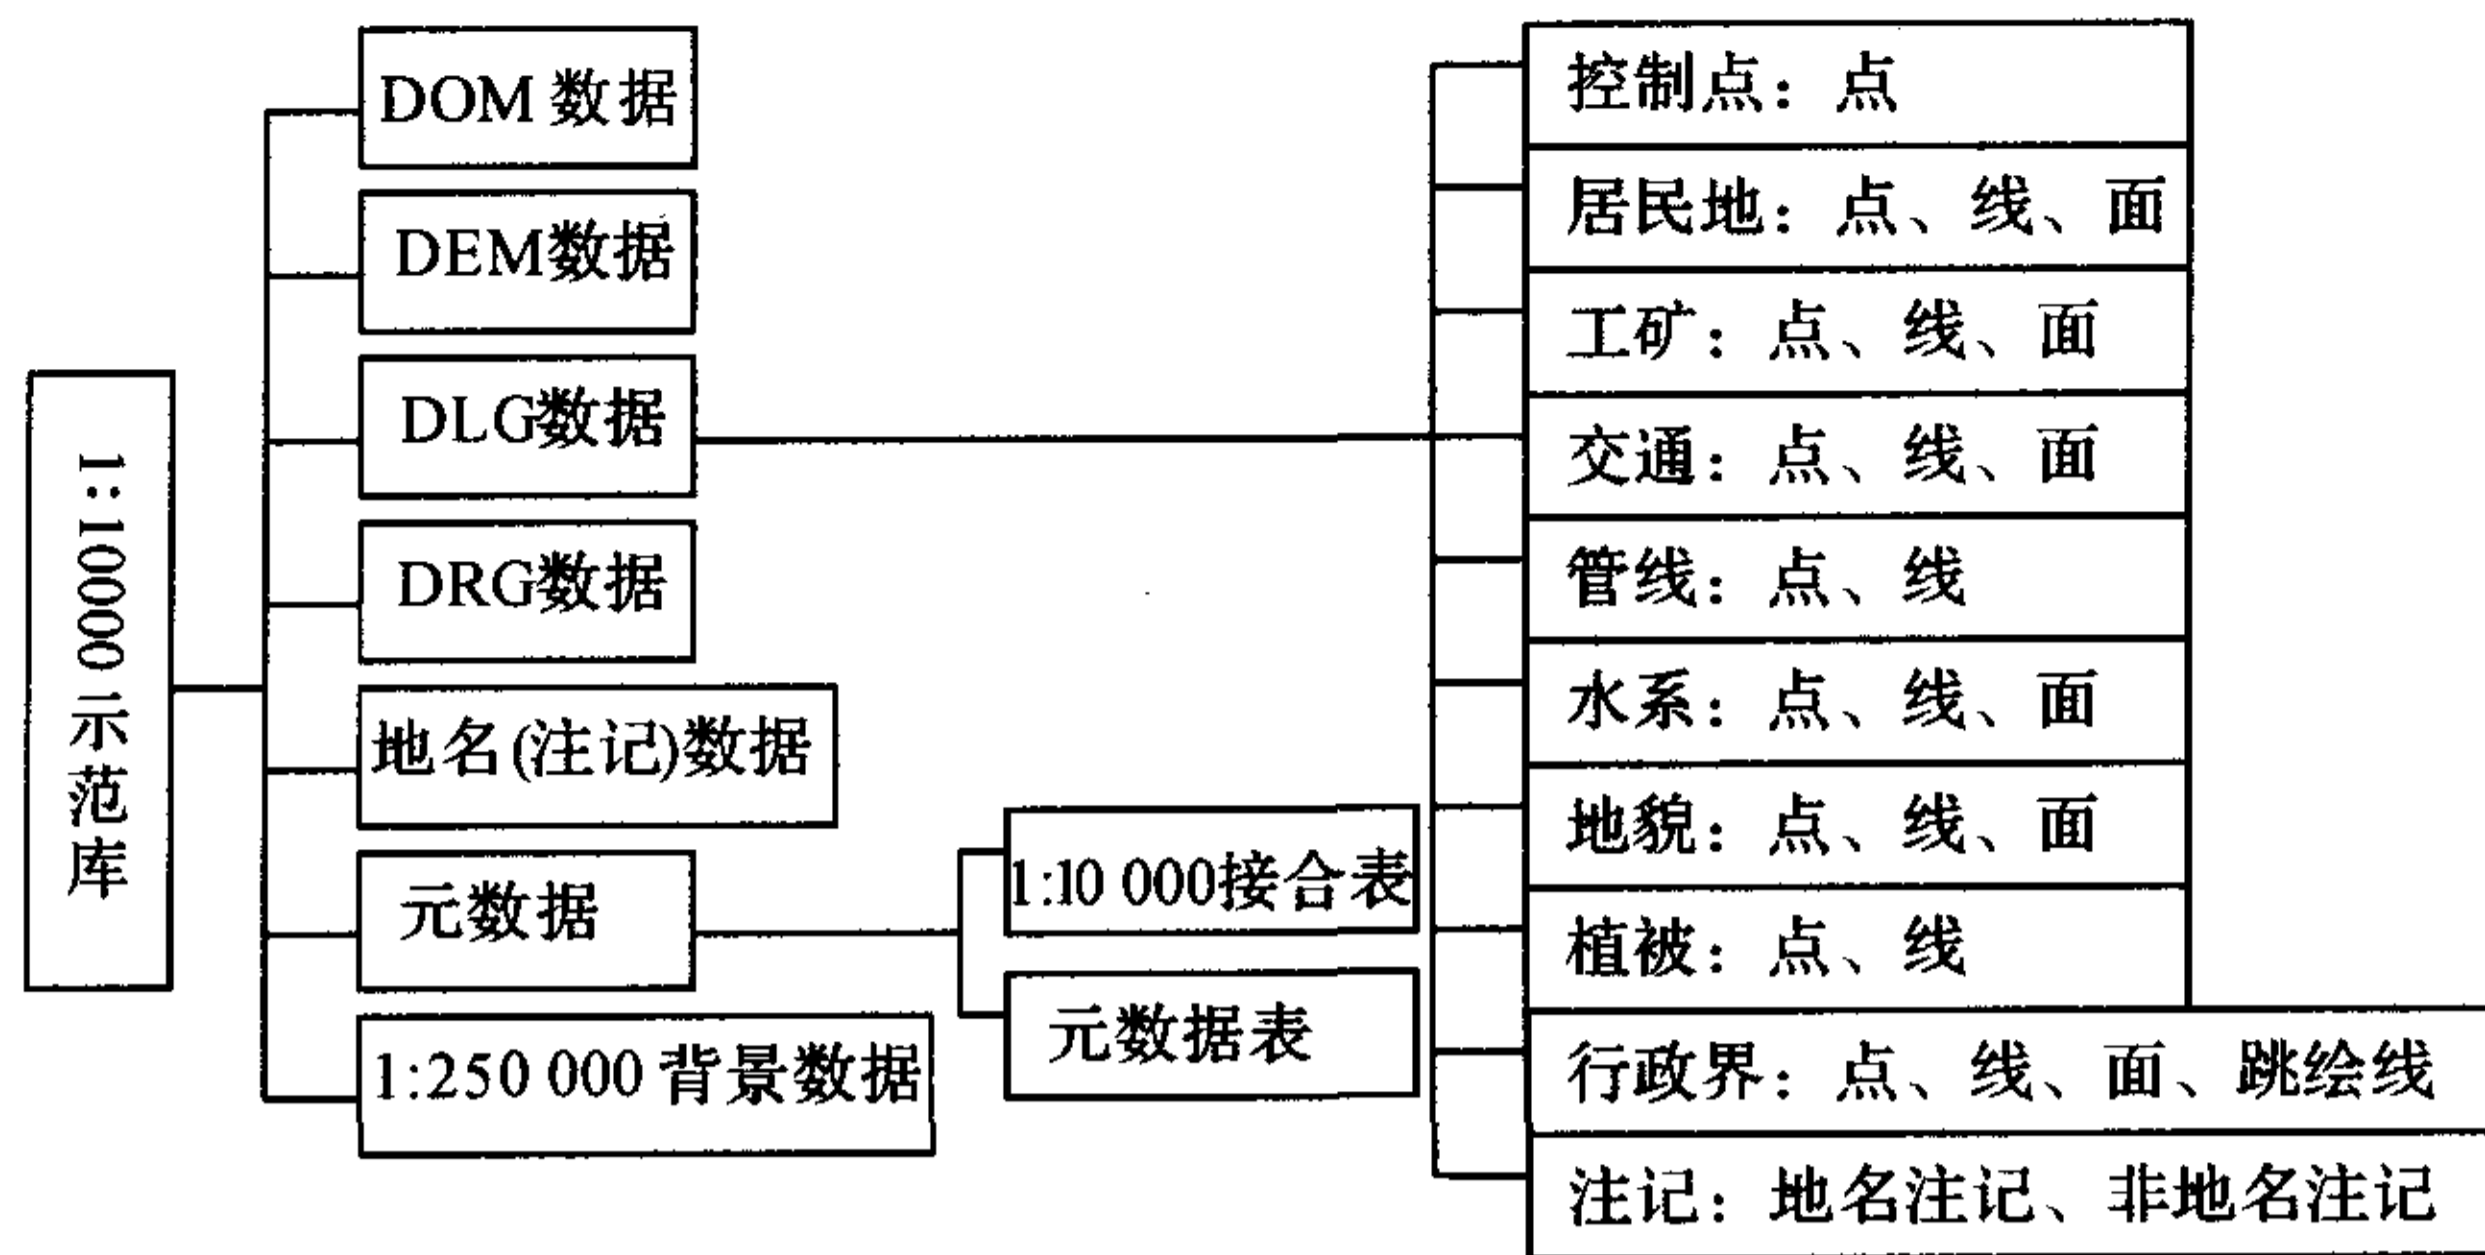 1:10000示范库
DOM 数据
DEM数据
DLG数据
DRG数据
地名(注记)数据
元数据
1:250 000 背景数据
1:10 000接合表
元数据表
控制点：点
居民地：点、线、面
工矿：点、线、面
交通：点、线、面
管线：点、线
水系：点、线、面
地貌：点、线、面
植被：点、线
行政界：点、线、面、跳绘线
注记：地名注记、非地名注记